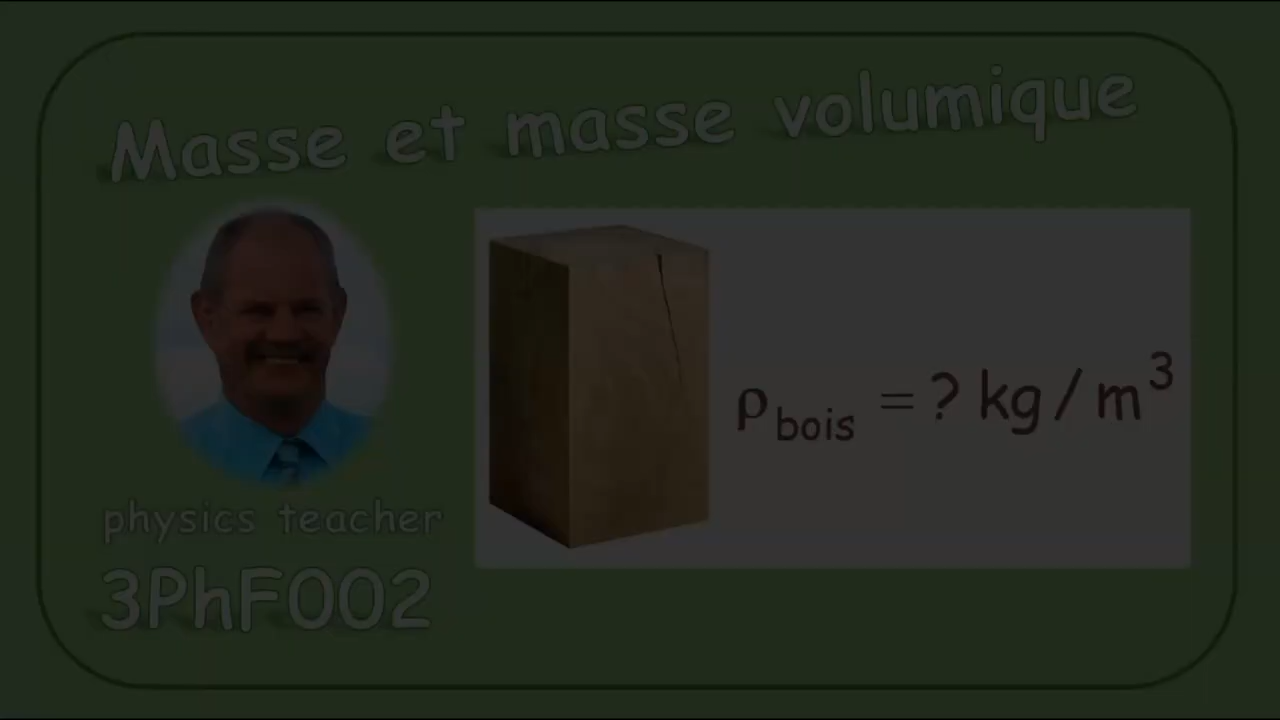 Masse et masse volumique
ρbois = ? kg / m³
physics teacher
3PhF002